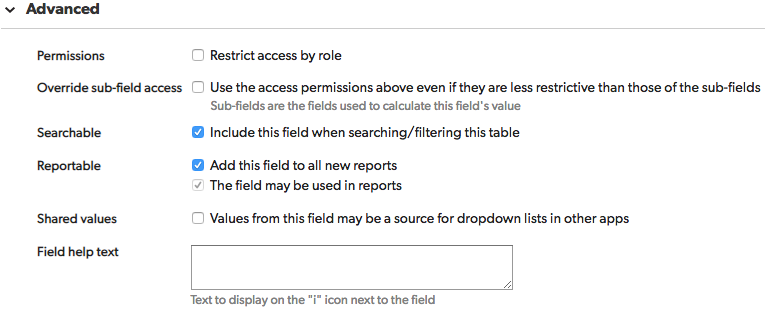 Advanced
Permissions Restrict access by role
Override sub-field access Use the access permissions above even if they are less restrictive than those of the sub-fields
Sub-fields are the fields used to calculate this field's value
Searchable Include this field when searching/filtering this table
Reportable Add this field to all new reports
The field may be used in reports
Shared values Values from this field may be a source for dropdown lists in other apps
Field help text
Text to display on the "i" icon next to the field